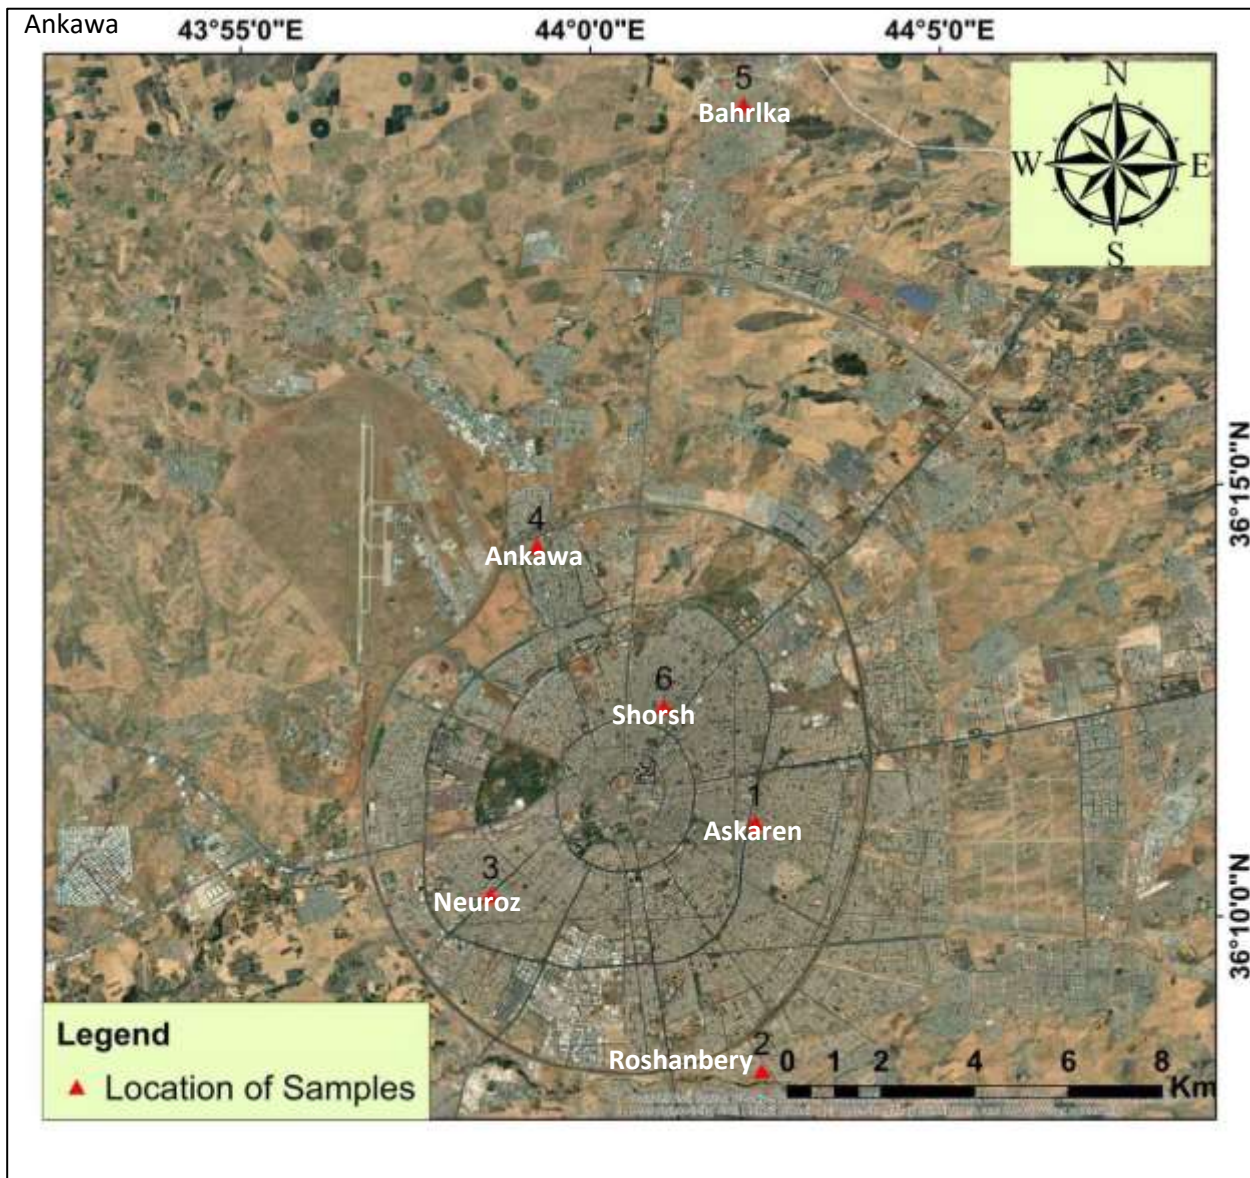 Ankawa
43°55'0"E 44°0'0"E 44°5'0"E
N
W E
S
5
Bahrlka
36°15'0"N
4
Ankawa
6
Shorsh
1
Askaren
3
Neuroz
36°10'0"N
Legend
Location of Samples
2
Roshanbery
0 1 2 4 6 8
Km